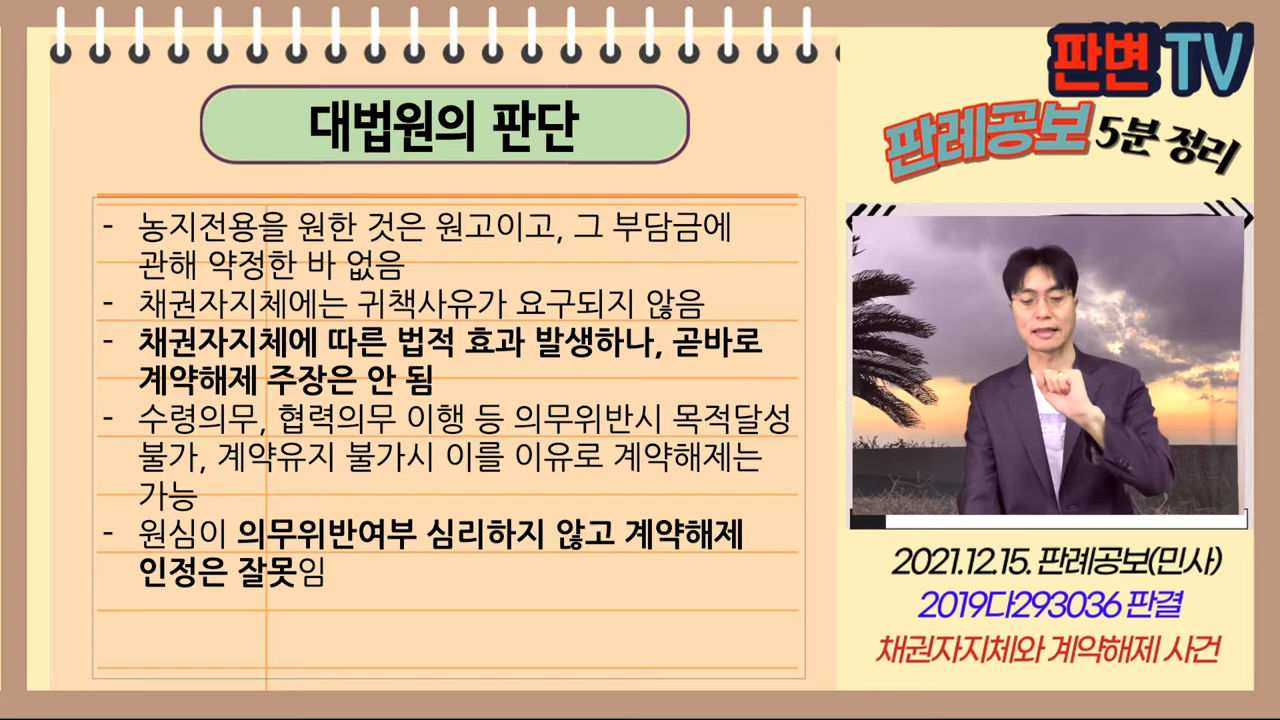 대법원의 판단
- 농지전용을 원한 것은 원고이고, 그 부담금에
관해 약정한 바 없음
- 채권자지체에는 귀책사유가 요구되지 않음
- 채권자지체에 따른 법적 효과 발생하나, 곧바로
계약해제 주장은 안 됨
- 수령의무, 협력의무 이행 등 의무위반시 목적달성
불가, 계약유지 불가시 이를 이유로 계약해제는
가능
- 원심이 의무위반여부 심리하지 않고 계약해제
인정은 잘못임
판변 TV
판례공보 5분 정리
2021.12.15. 판례공보(민사)
2019다293036 판결
채권자지체와 계약해제 사건